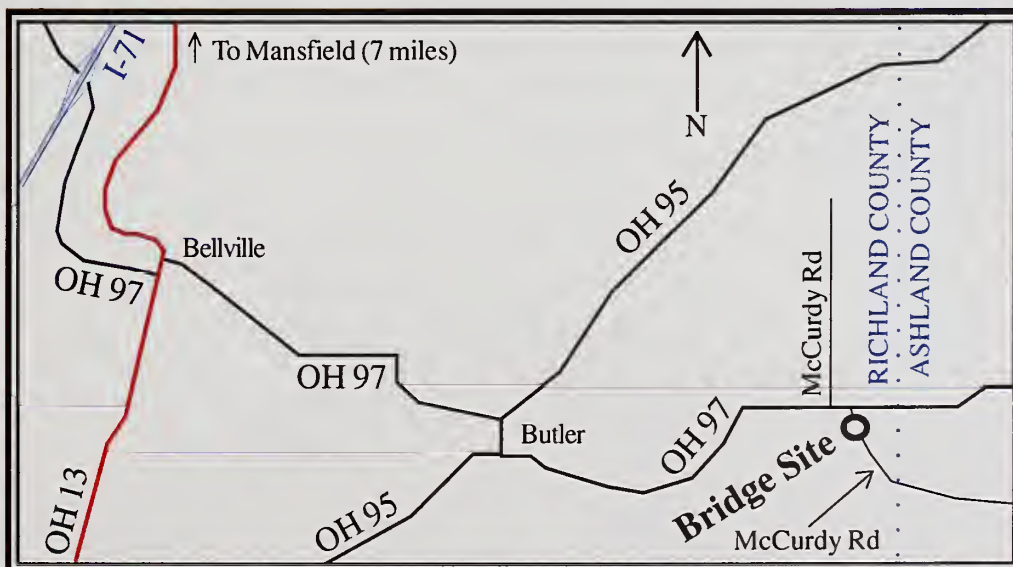 I-71
↑ To Mansfield (7 miles)
N
OH 95
Bellville
OH 97
McCurdy Rd
RICHLAND COUNTY
ASHLAND COUNTY
OH 97
Butler
OH 97
Bridge Site
OH 13
OH 95
McCurdy Rd